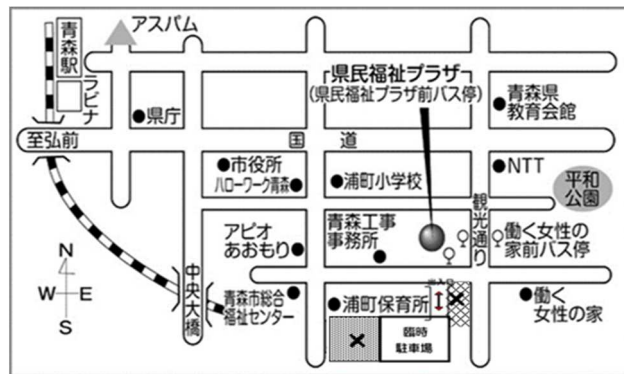 アスパム
青森駅
ラビナ
県庁
県民福祉プラザ
(県民福祉プラザ前バス停)
青森県
教育会館
至弘前
国道
市役所
ハローワーク青森
浦町小学校
NTT
平和
公園
観光通り
アピオ
あおもり
青森工事
事務所
働く女性の
家前バス停
N
W E
S
中央大橋
青森市総合
福祉センター
浦町保育所
出入口
働く
女性の家
臨時
駐車場